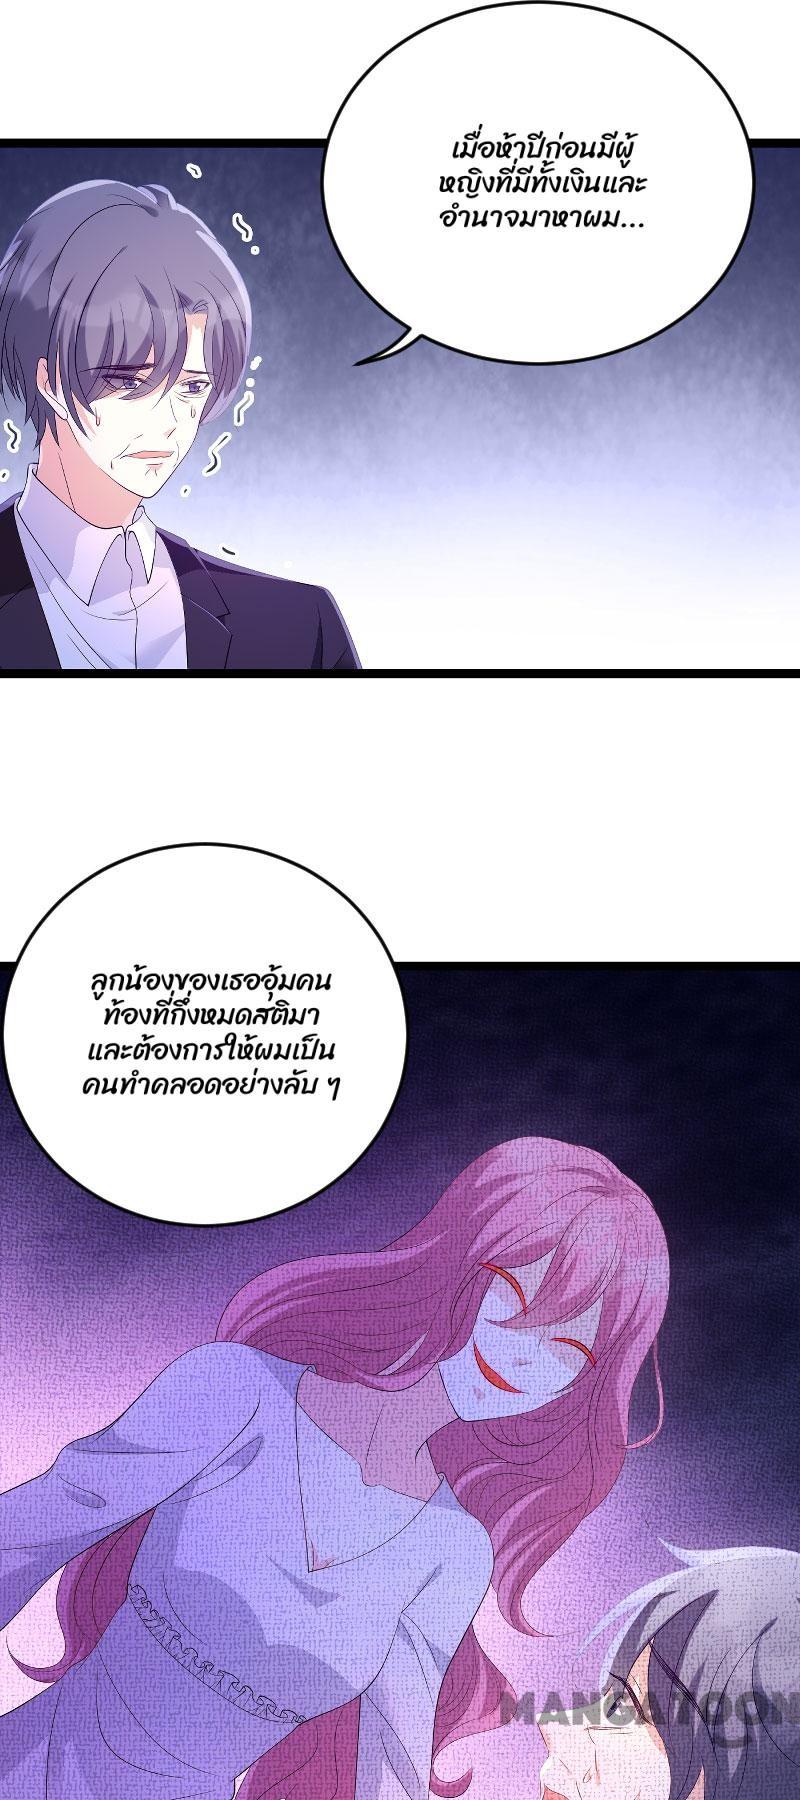 เมื่อห้าปีก่อนมีผู้
หญิงที่มีทั้งเงินและ
อำนาจมาหาผม...
ลูกน้องของเธออุ้มคน
ท้องที่กึ่งหมดสติมา
และต้องการให้ผมเป็น
คนทำคลอดอย่างลับ ๆ
MANGATOON